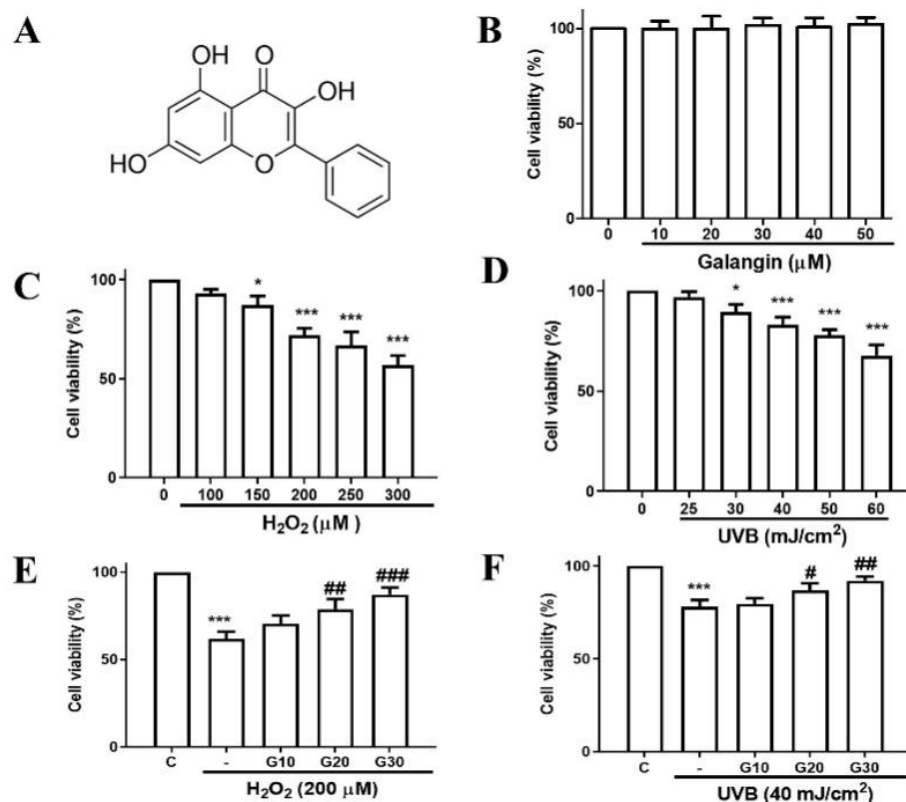 A
OH
O
OH
HO
O
B
Cell viability (%)
100
50
0
0 10 20 30 40 50
Galangin (μM)
C
Cell viability (%)
100
50
0
* *** *** ***
0 100 150 200 250 300
H₂O₂ (μM )
D
Cell viability (%)
100
50
0
* *** *** ***
0 25 30 40 50 60
UVB (mJ/cm²)
E
Cell viability (%)
100
50
0
*** ## ###
C - G10 G20 G30
H₂O₂ (200 μM)
F
Cell viability (%)
100
50
0
*** # ##
C - G10 G20 G30
UVB (40 mJ/cm²)